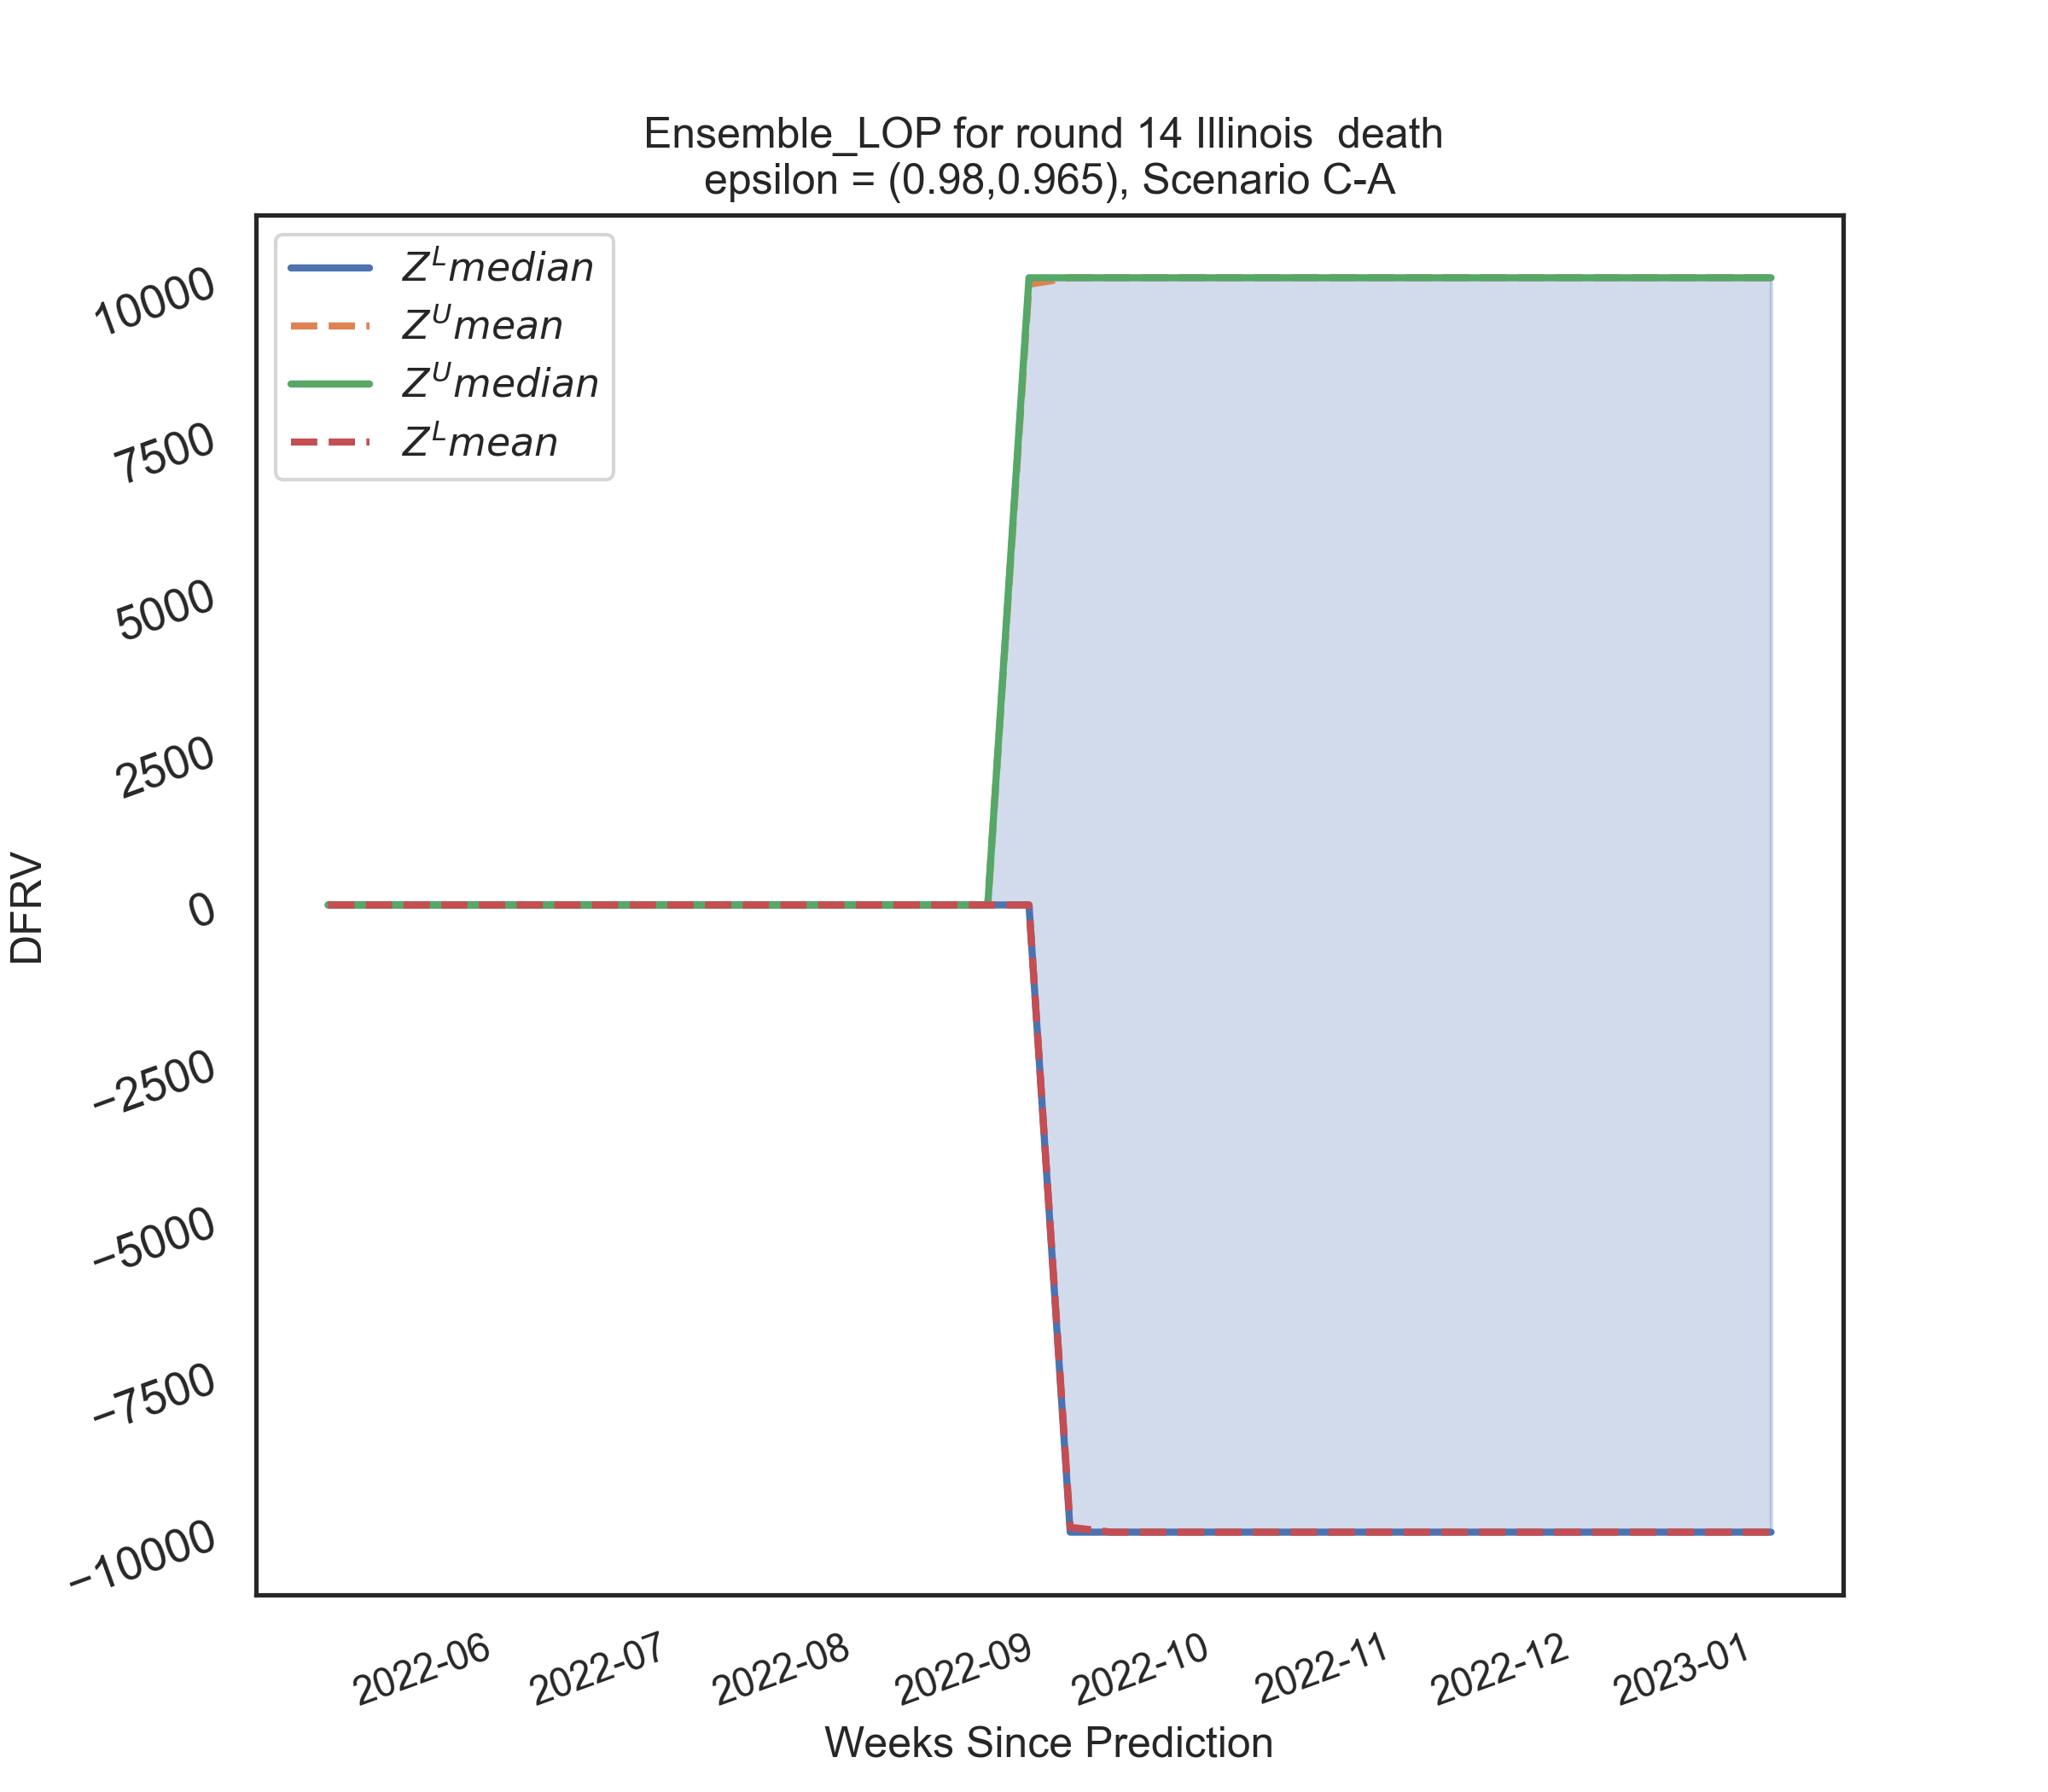 Ensemble_LOP for round 14 Illinois  death
epsilon = (0.98,0.965), Scenario C-A
Z^L median
Z^U mean
Z^U median
Z^L mean
10000
7500
5000
2500
0
−2500
−5000
−7500
−10000
DFRV
2022-06
2022-07
2022-08
2022-09
2022-10
2022-11
2022-12
2023-01
Weeks Since Prediction